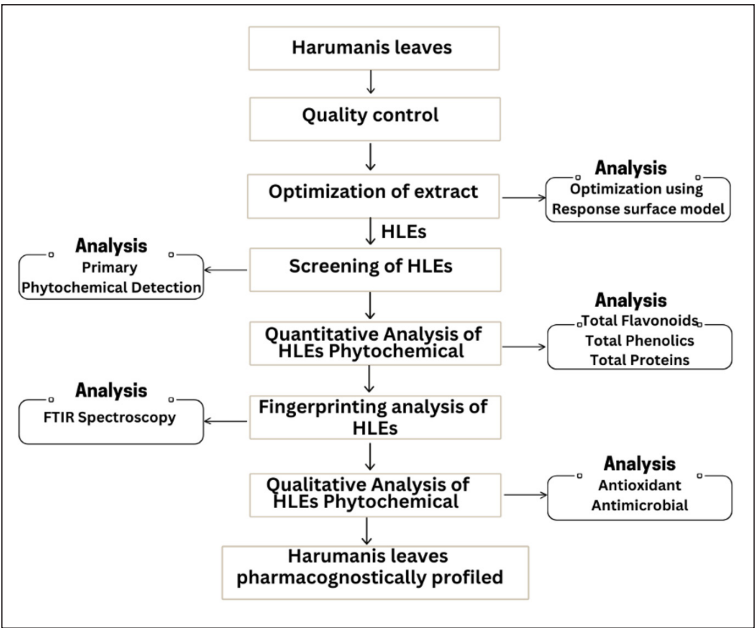 Harumanis leaves
Quality control
Optimization of extract
Analysis
Optimization using
Response surface model
HLEs
Screening of HLEs
Analysis
Primary
Phytochemical Detection
Quantitative Analysis of
HLEs Phytochemical
Analysis
Total Flavonoids
Total Phenolics
Total Proteins
Fingerprinting analysis of
HLEs
Analysis
FTIR Spectroscopy
Qualitative Analysis of
HLEs Phytochemical
Analysis
Antioxidant
Antimicrobial
Harumanis leaves
pharmacognostically profiled